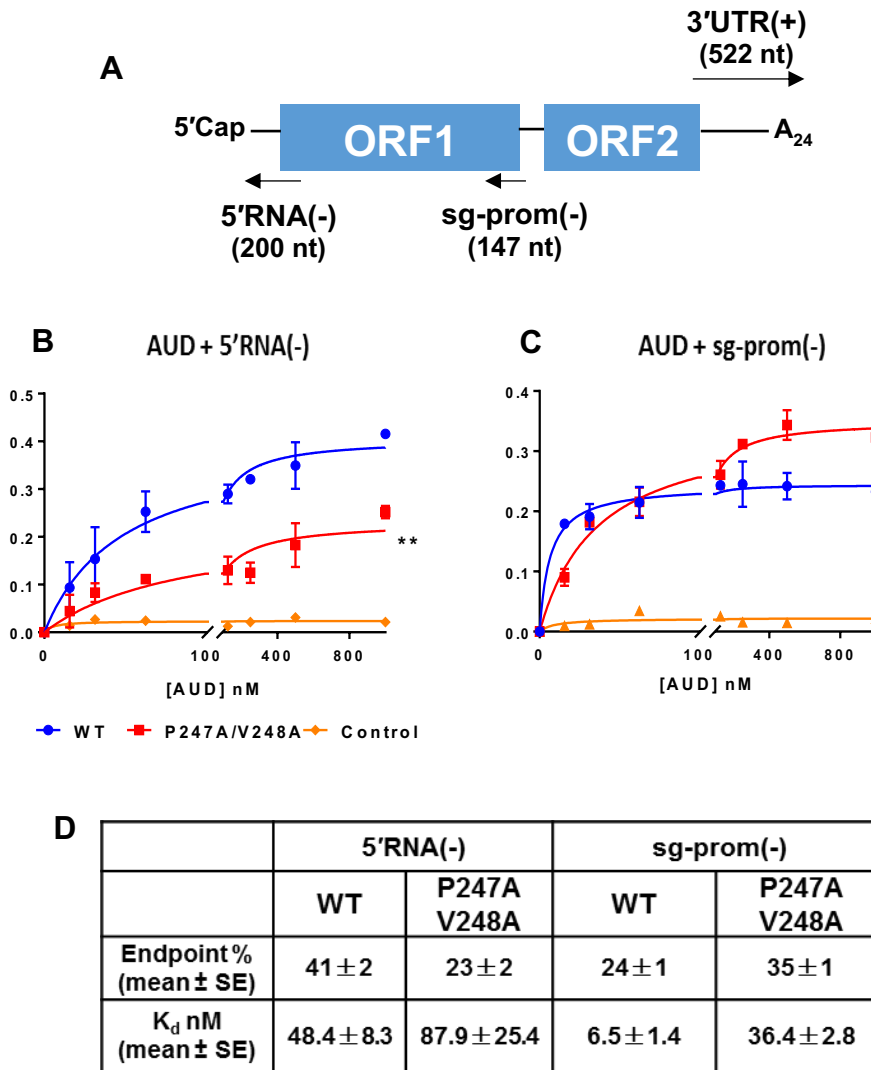 A
3′UTR(+)
(522 nt)
5′Cap
ORF1
ORF2
A24
5′RNA(-)
(200 nt)
sg-prom(-)
(147 nt)
B
AUD + 5′RNA(-)
0.5
0.4
0.3
0.2
0.1
0.0
0
100
400
800
[AUD] nM
**
C
AUD + sg-prom(-)
0.4
0.3
0.2
0.1
0.0
0
100
400
800
[AUD] nM
WT P247A/V248A Control
D
5′RNA(-) sg-prom(-)
WT P247A V248A WT P247A V248A
Endpoint % (mean ± SE) 41±2 23±2 24±1 35±1
Kd nM (mean ± SE) 48.4±8.3 87.9±25.4 6.5±1.4 36.4±2.8